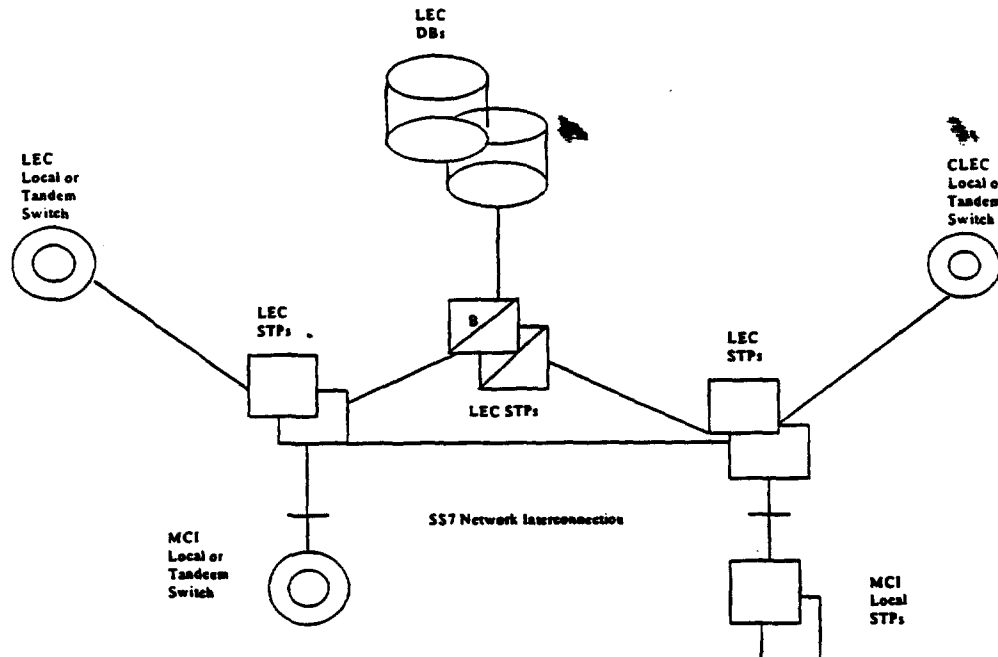 LEC
DBs
LEC
Local or
Tandem
Switch
CLEC
Local o
Tandem
Switch
LEC
STPs
B
LEC
STPs
LEC STPs
SS7 Network Interconnection
MCI
Local or
Tandeem
Switch
MCI
Local
STPs